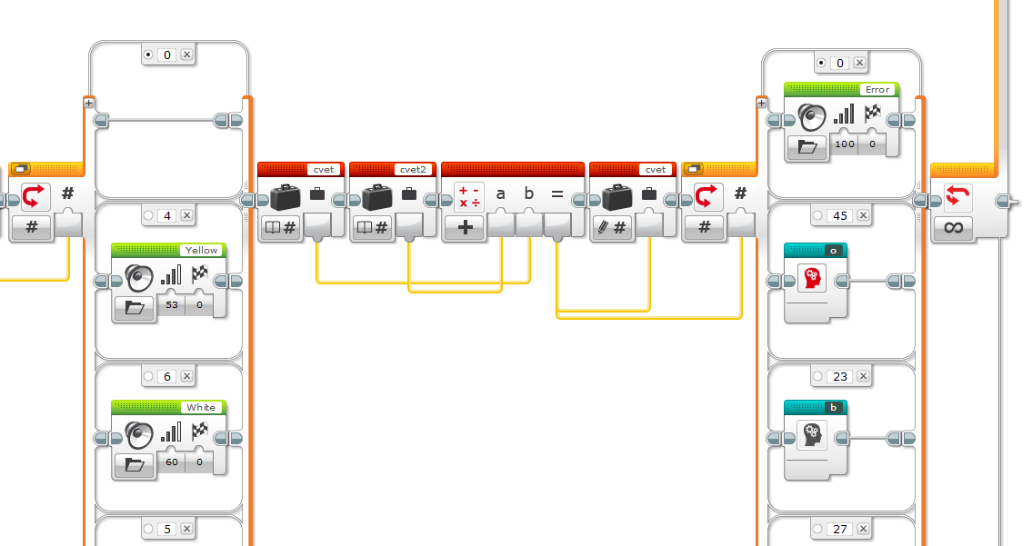 0
0
Error
#
cvet
cvet2
cvet
#
a b =
100 0
4
45
# # + # #
∞
Yellow
o
53 0
6
23
White
b
60 0
5
27